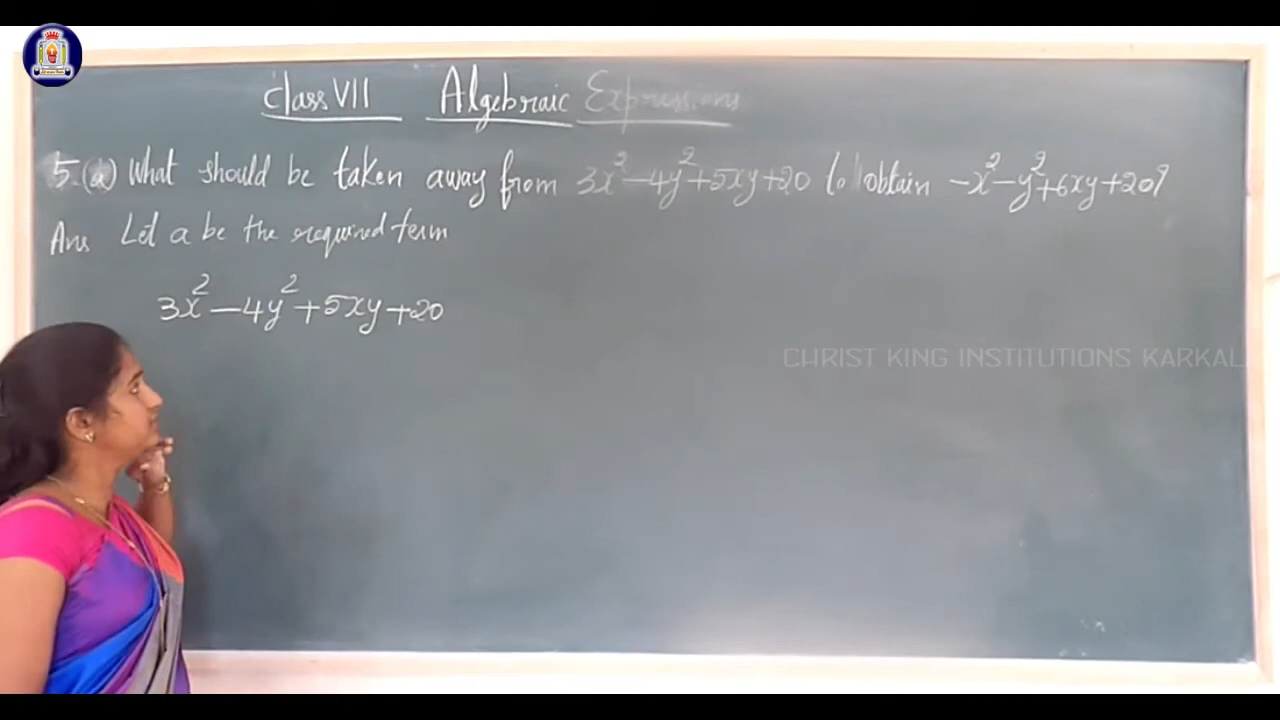 Class VII Algebraic Expressions
5.(a) What should be taken away from 3x²-4y²+5xy+20 to obtain -x²-y²+6xy+20?
Ans Let a be the required term
3x²-4y²+5xy+20
CHRIST KING INSTITUTIONS KARKAL